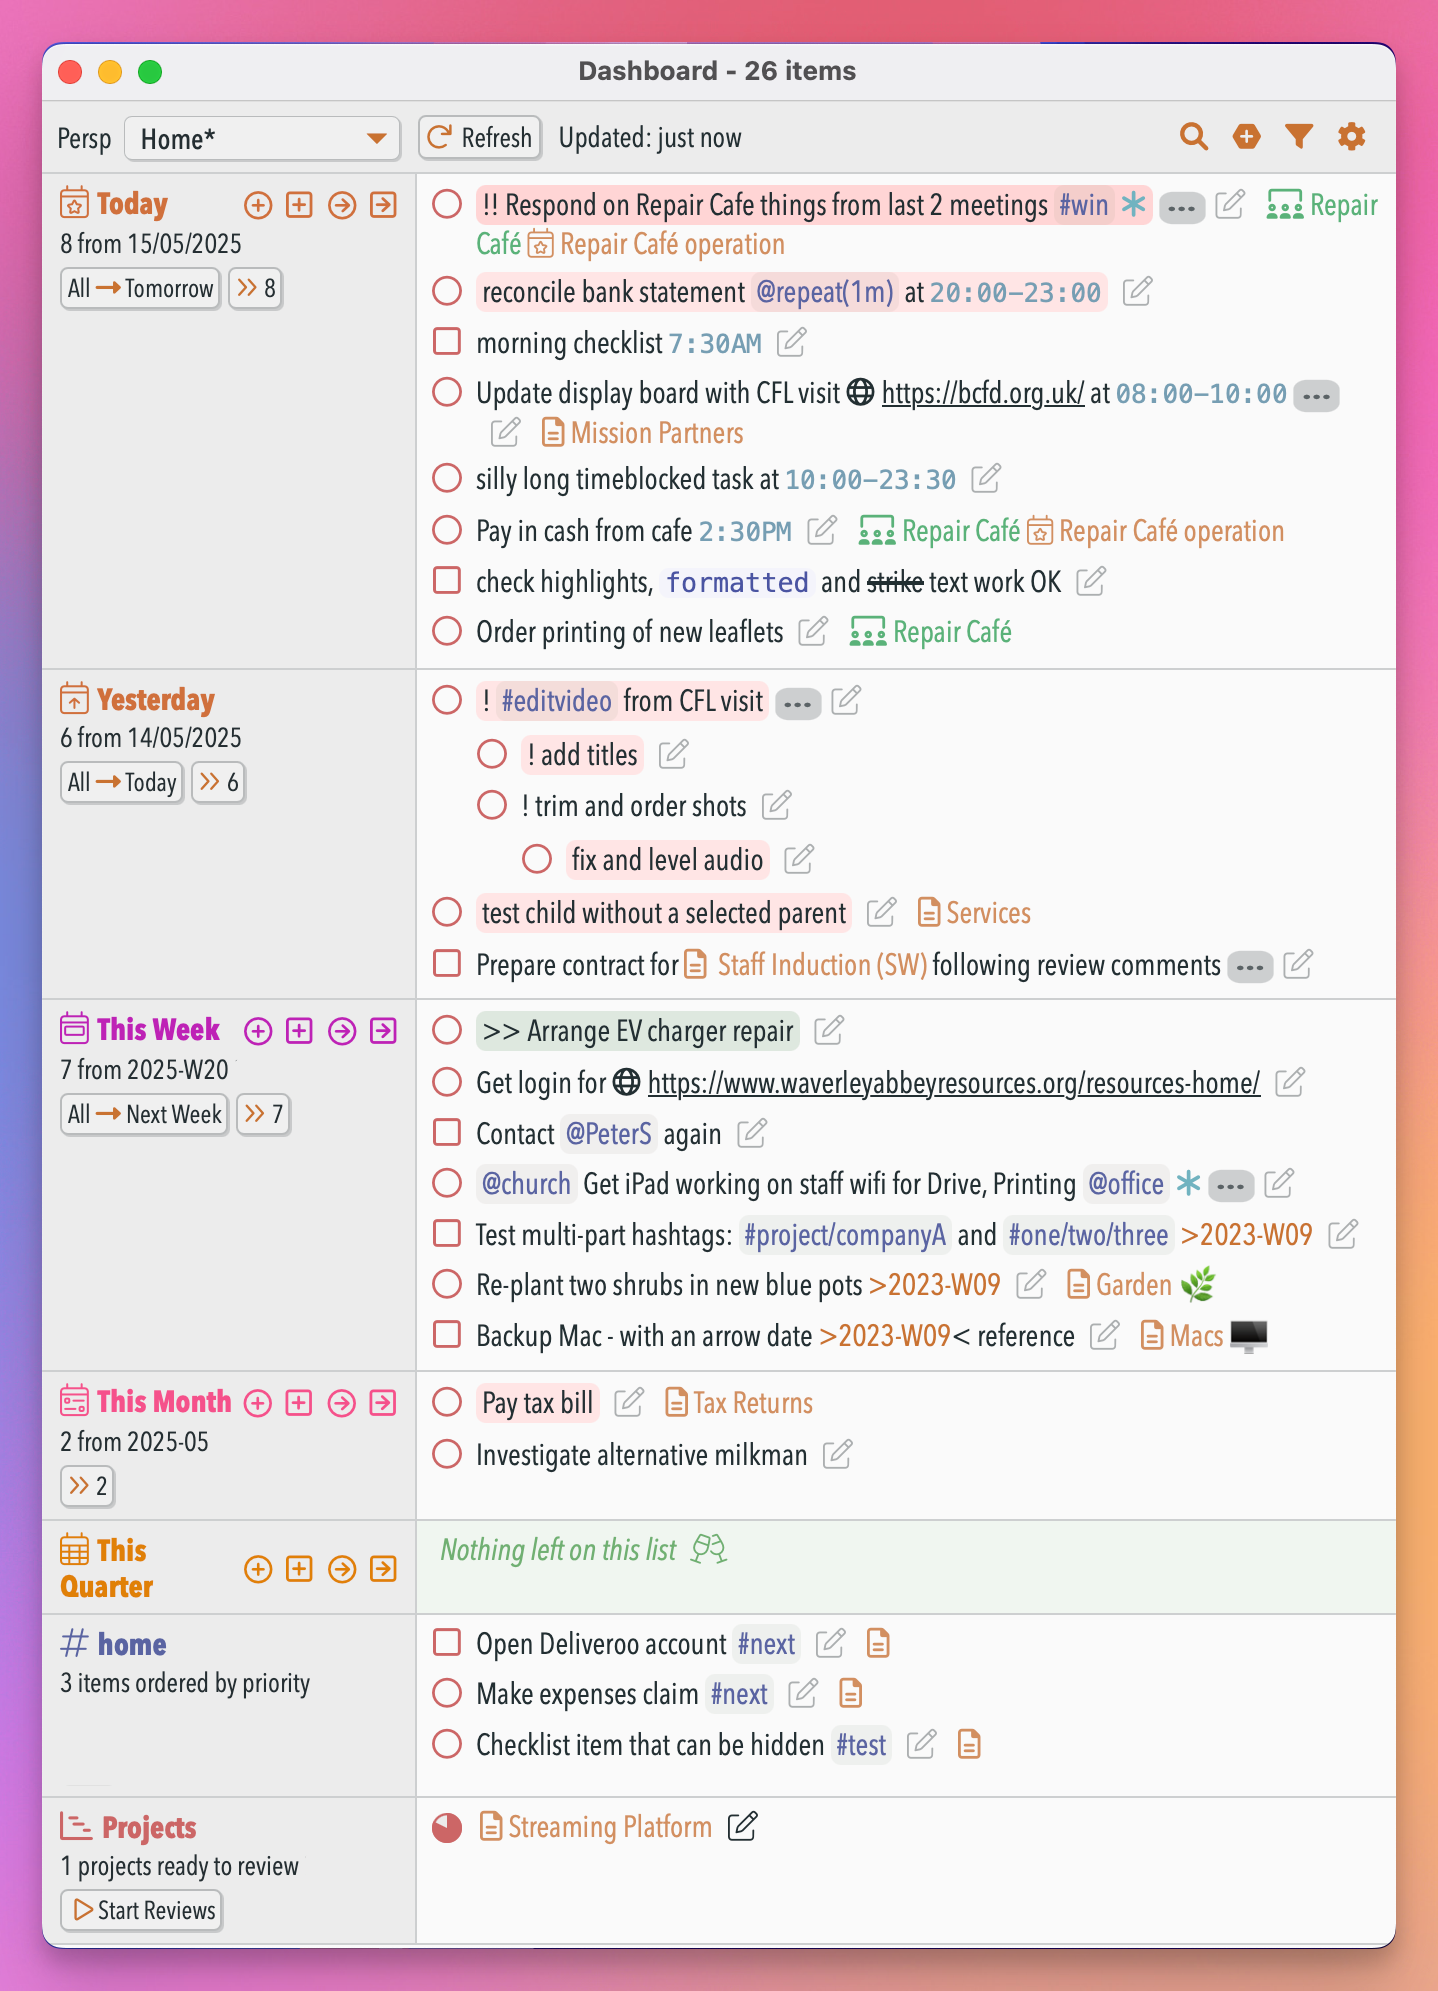 Dashboard - 26 items
Persp Home* Refresh Updated: just now
Today
8 from 15/05/2025
All → Tomorrow >> 8
!! Respond on Repair Cafe things from last 2 meetings #win ... Repair
Café Repair Café operation
reconcile bank statement @repeat(1m) at 20:00–23:00
morning checklist 7:30AM
Update display board with CFL visit https://bcfd.org.uk/ at 08:00–10:00 ...
Mission Partners
silly long timeblocked task at 10:00–23:30
Pay in cash from cafe 2:30PM Repair Café Repair Café operation
check highlights, formatted and strike text work OK
Order printing of new leaflets Repair Café
Yesterday
6 from 14/05/2025
All → Today >> 6
! #editvideo from CFL visit ...
! add titles
! trim and order shots
fix and level audio
test child without a selected parent Services
Prepare contract for Staff Induction (SW) following review comments ...
This Week
7 from 2025-W20
All → Next Week >> 7
>> Arrange EV charger repair
Get login for https://www.waverleyabbeyresources.org/resources-home/
Contact @PeterS again
@church Get iPad working on staff wifi for Drive, Printing @office ...
Test multi-part hashtags: #project/companyA and #one/two/three >2023-W09
Re-plant two shrubs in new blue pots >2023-W09 Garden 🌿
Backup Mac - with an arrow date >2023-W09< reference Macs 🖥️
This Month
2 from 2025-05
>> 2
Pay tax bill Tax Returns
Investigate alternative milkman
This
Quarter
Nothing left on this list
# home
3 items ordered by priority
Open Deliveroo account #next
Make expenses claim #next
Checklist item that can be hidden #test
Projects
1 projects ready to review
Start Reviews
Streaming Platform